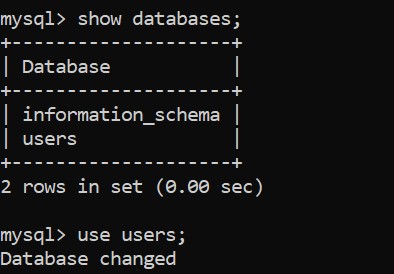 mysql> show databases;
+--------------------+
| Database           |
+--------------------+
| information_schema |
| users              |
+--------------------+
2 rows in set (0.00 sec)

mysql> use users;
Database changed